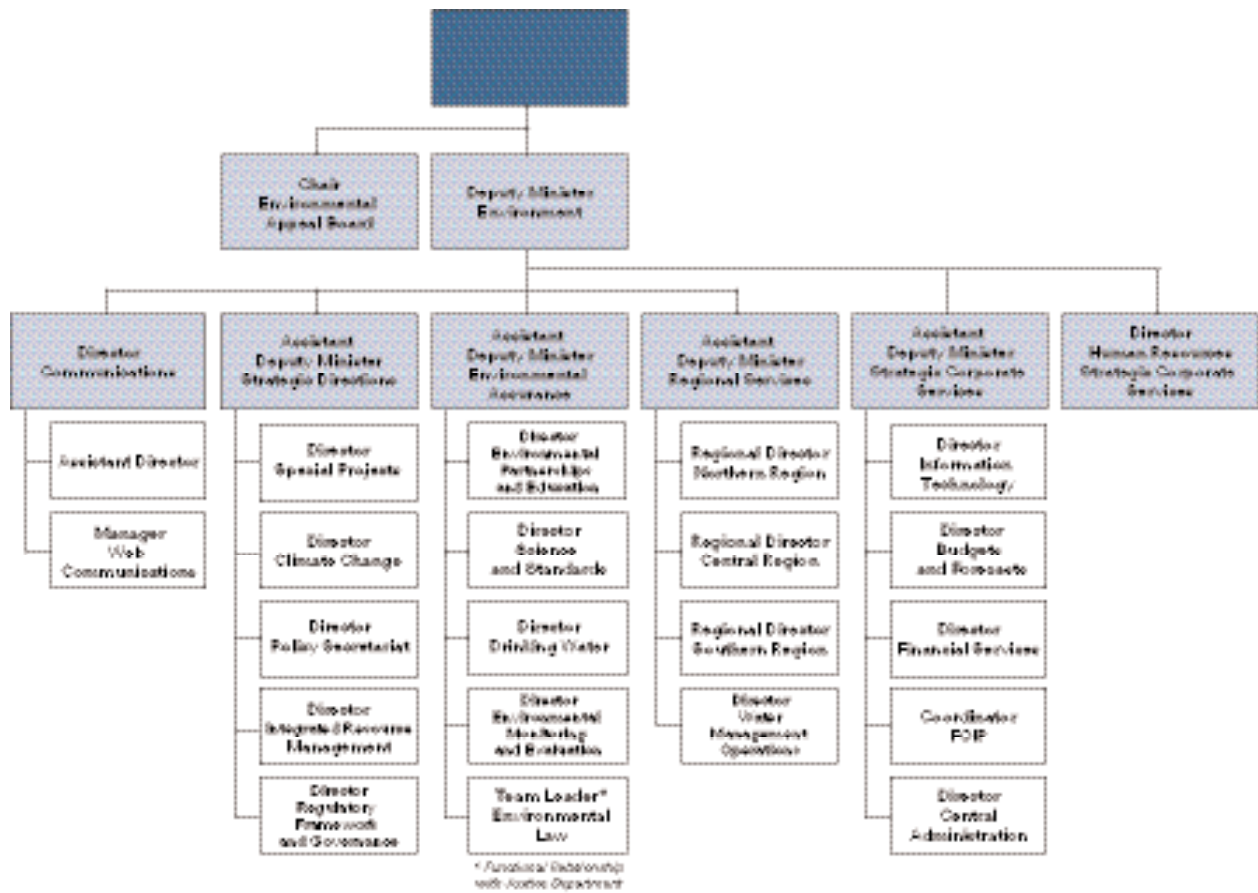 Chair
Environmental
Appeal Board
Deputy Minister
Environment
Director
Communications
Assistant
Deputy Minister
Strategic Directions
Assistant
Deputy Minister
Environmental
Assurance
Assistant
Deputy Minister
Regional Services
Assistant
Deputy Minister
Strategic Corporate
Services
Director
Human Resources
Strategic Corporate
Services
Assistant Director
Manager
Web
Communications
Director
Special Projects
Director
Climate Change
Director
Policy Secretariat
Director
Integrated Resource
Management
Director
Regulatory
Framework
and Governance
Director
Environmental
Partnerships
and Education
Director
Science
and Standards
Director
Drinking Water
Director
Environmental
Monitoring
and Evaluation
Team Leader*
Environmental
Law
* Functional Relationship
with Justice Department
Regional Director
Northern Region
Regional Director
Central Region
Regional Director
Southern Region
Director
Water
Management
Operations
Director
Information
Technology
Director
Budgets
and Forecasts
Director
Financial Services
Coordinator
FOIP
Director
Central
Administration